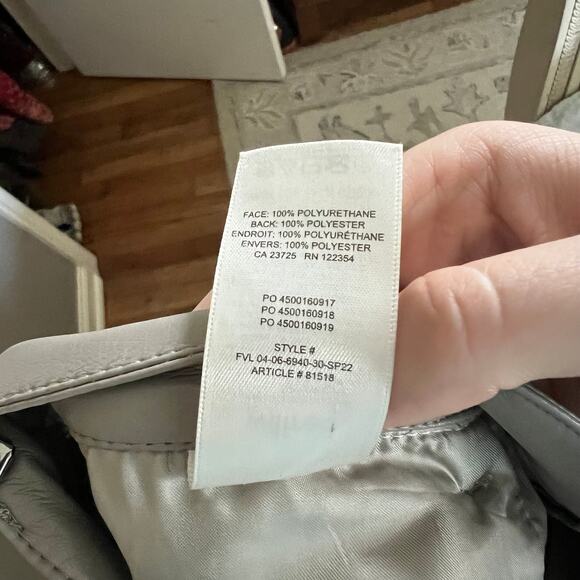 FACE: 100% POLYURETHANE
BACK: 100% POLYESTER
ENDROIT: 100% POLYURÉTHANE
ENVERS: 100% POLYESTER
CA 23725 RN 122354
PO 4500160917
PO 4500160918
PO 4500160919
STYLE #
FVL 04-06-6940-30-SP22
ARTICLE # 81518